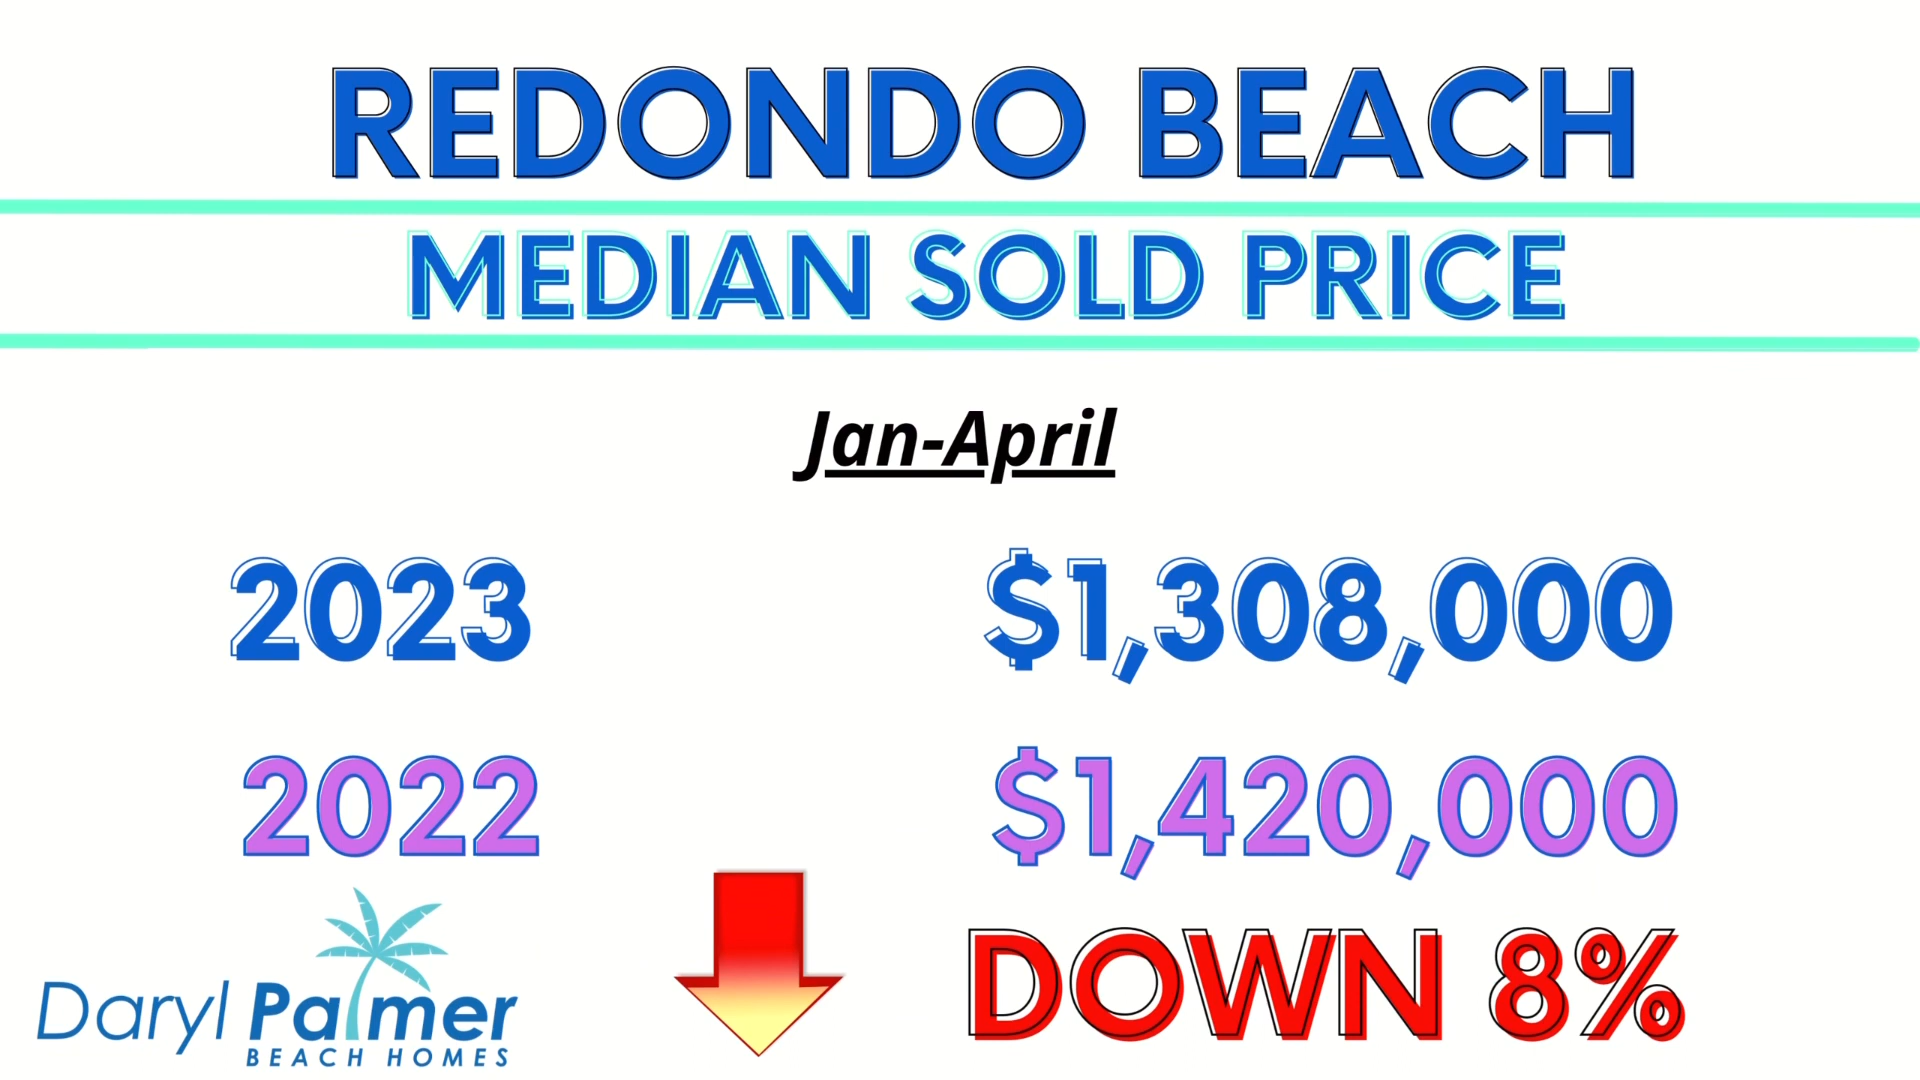 REDONDO BEACH
MEDIAN SOLD PRICE
Jan-April
2023 $1,308,000
2022 $1,420,000
DOWN 8%
Daryl Palmer
BEACH HOMES